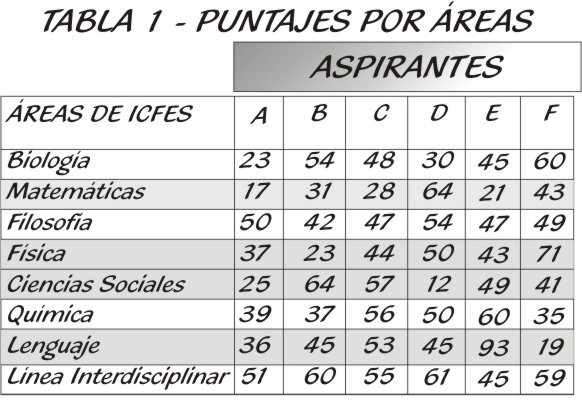 TABLA 1 - PUNTAJES POR ÁREAS
ASPIRANTES
ÁREAS DE ICFES A B C D E F
Biología 23 54 48 30 45 60
Matemáticas 17 31 28 64 21 43
Filosofía 50 42 47 54 47 49
Física 37 23 44 50 43 71
Ciencias Sociales 25 64 57 12 49 41
Química 39 37 56 50 60 35
Lenguaje 36 45 53 45 93 19
Línea Interdisciplinar 51 60 55 61 45 59